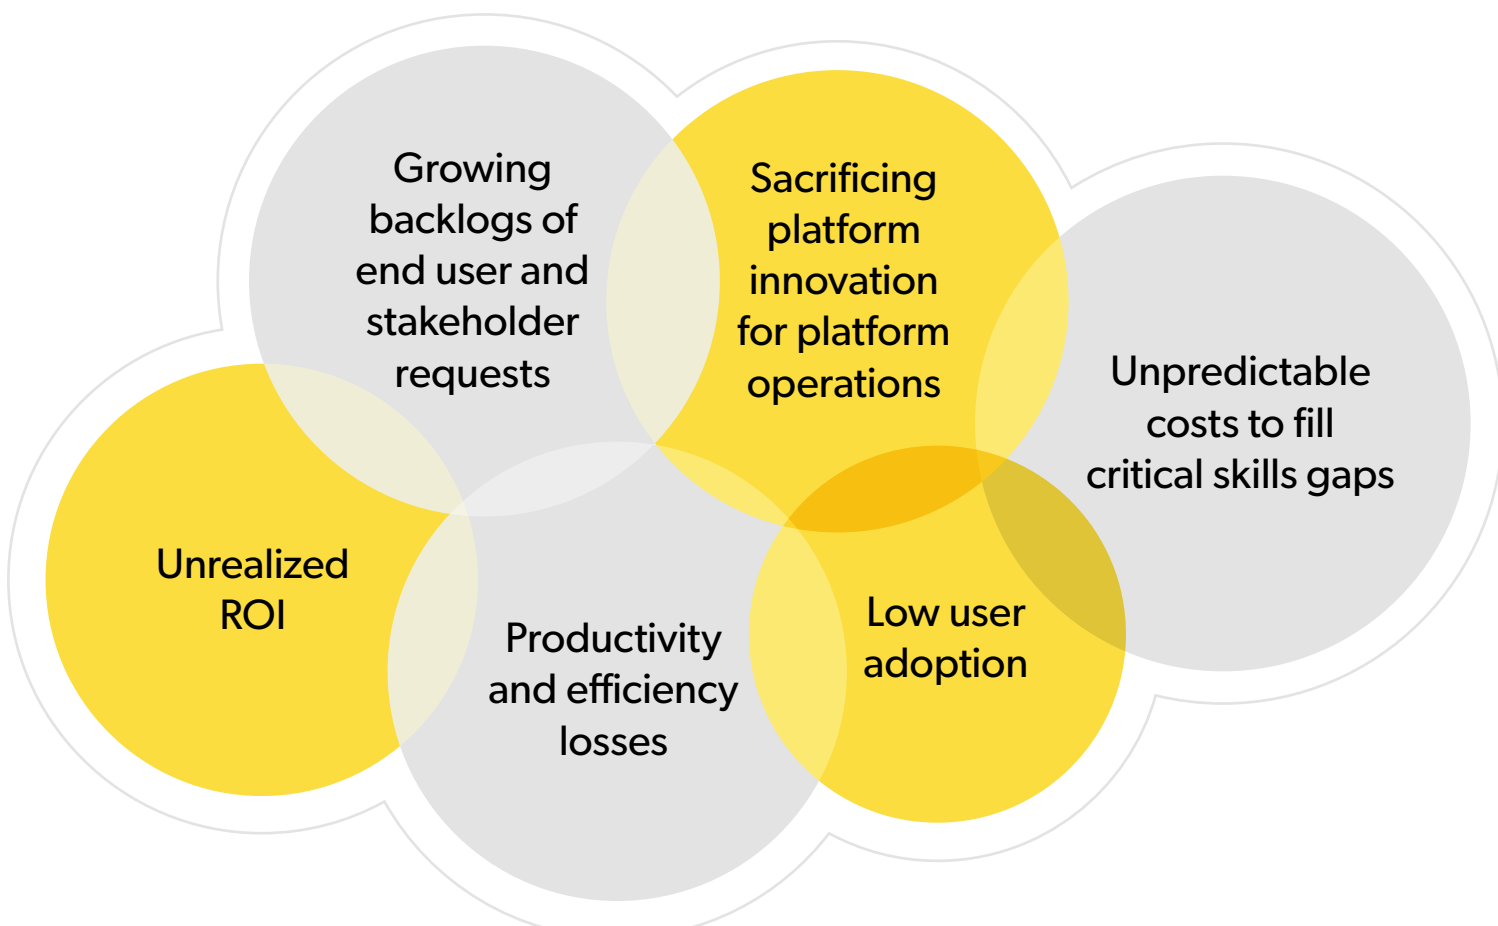 Growing
backlogs of
end user and
stakeholder
requests
Sacrificing
platform
innovation
for platform
operations
Unpredictable
costs to fill
critical skills gaps
Unrealized
ROI
Productivity
and efficiency
losses
Low user
adoption